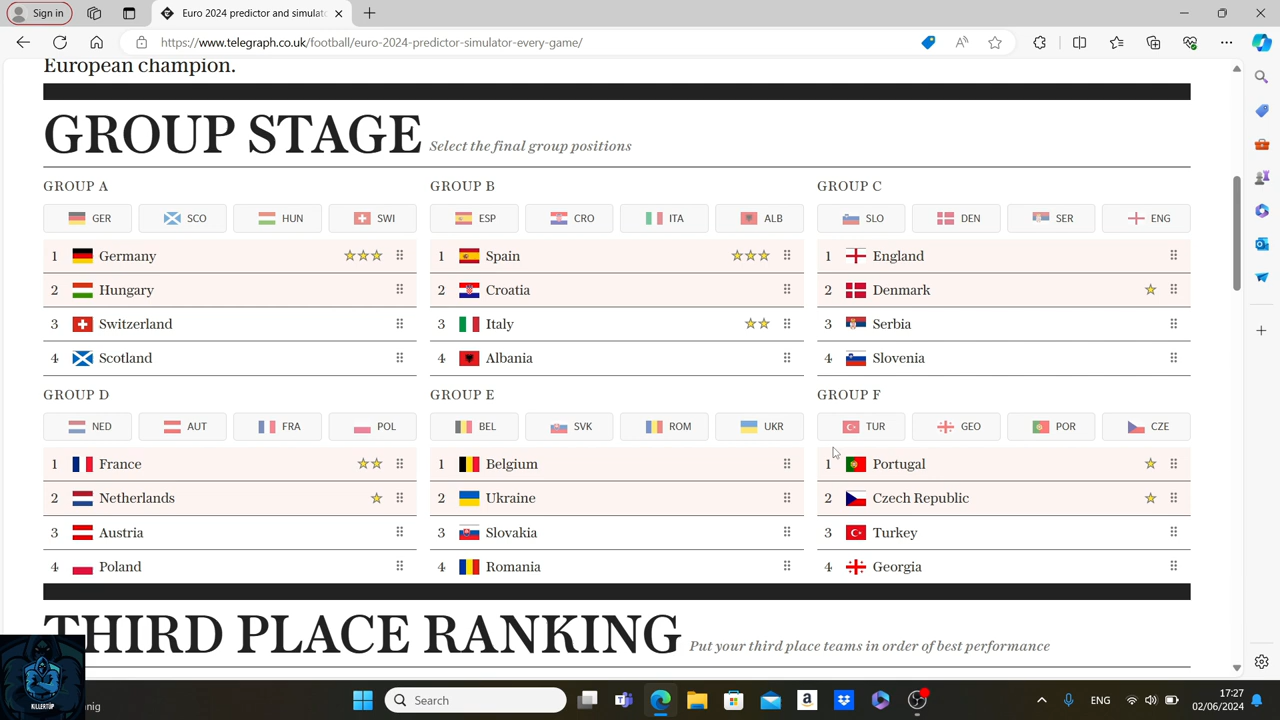 Sign in
Euro 2024 predictor and simulato
https://www.telegraph.co.uk/football/euro-2024-predictor-simulator-every-game/
European champion.
GROUP STAGE Select the final group positions
GROUP A
GER SCO HUN SWI
1 Germany
2 Hungary
3 Switzerland
4 Scotland
GROUP B
ESP CRO ITA ALB
1 Spain
2 Croatia
3 Italy
4 Albania
GROUP C
SLO DEN SER ENG
1 England
2 Denmark
3 Serbia
4 Slovenia
GROUP D
NED AUT FRA POL
1 France
2 Netherlands
3 Austria
4 Poland
GROUP E
BEL SVK ROM UKR
1 Belgium
2 Ukraine
3 Slovakia
4 Romania
GROUP F
TUR GEO POR CZE
1 Portugal
2 Czech Republic
3 Turkey
4 Georgia
THIRD PLACE RANKING Put your third place teams in order of best performance
KILLERTÜP
Search
ENG
17:27
02/06/2024